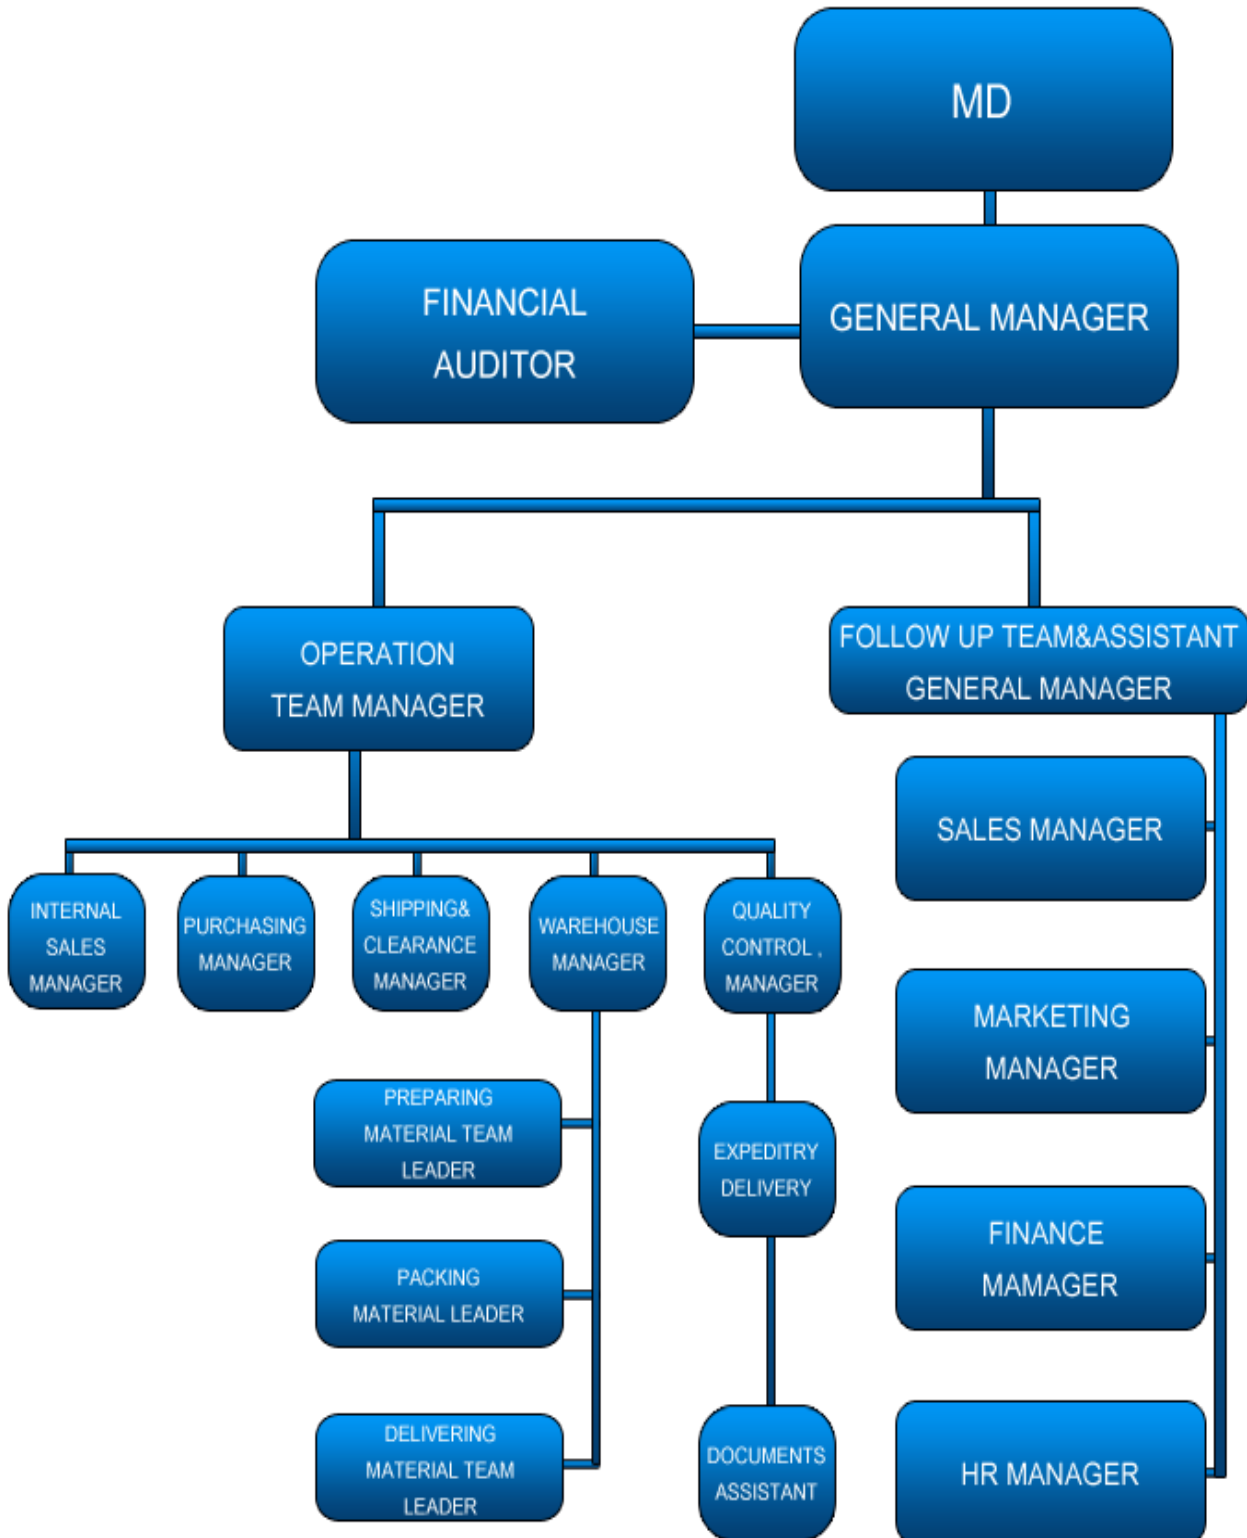 MD
FINANCIAL
AUDITOR
GENERAL MANAGER
OPERATION
TEAM MANAGER
FOLLOW UP TEAM&ASSISTANT
GENERAL MANAGER
INTERNAL
SALES
MANAGER
PURCHASING
MANAGER
SHIPPING&
CLEARANCE
MANAGER
WAREHOUSE
MANAGER
QUALITY
CONTROL ,
MANAGER
PREPARING
MATERIAL TEAM
LEADER
PACKING
MATERIAL LEADER
DELIVERING
MATERIAL TEAM
LEADER
EXPEDITRY
DELIVERY
DOCUMENTS
ASSISTANT
SALES MANAGER
MARKETING
MANAGER
FINANCE
MAMAGER
HR MANAGER